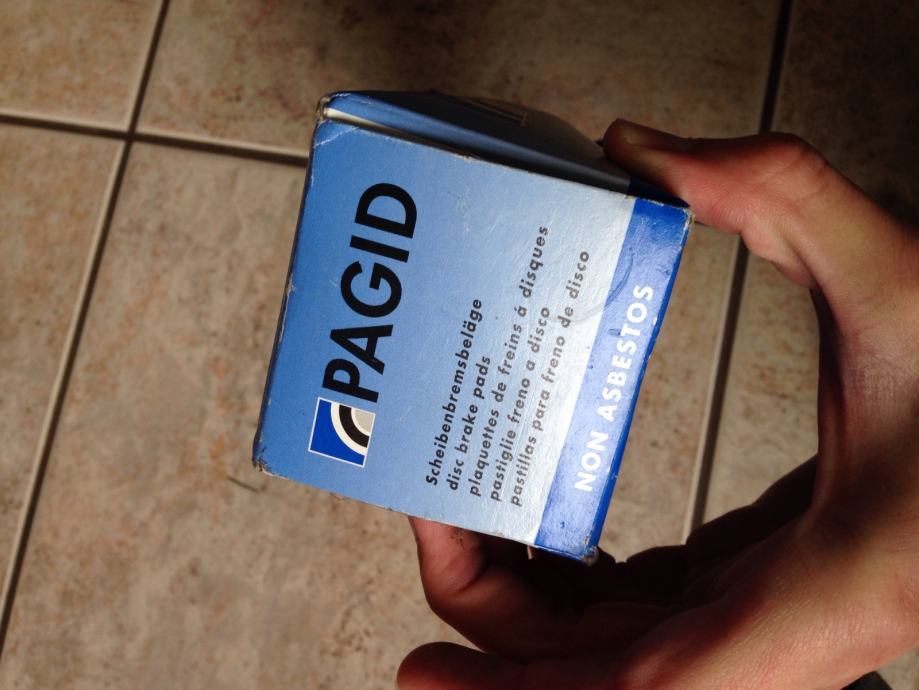 PAGID
Scheibenbremsbeläge
disc brake pads
plaquettes de freins á disques
pastiglie freno a disco
pastillas para freno de disco
NON ASBESTOS